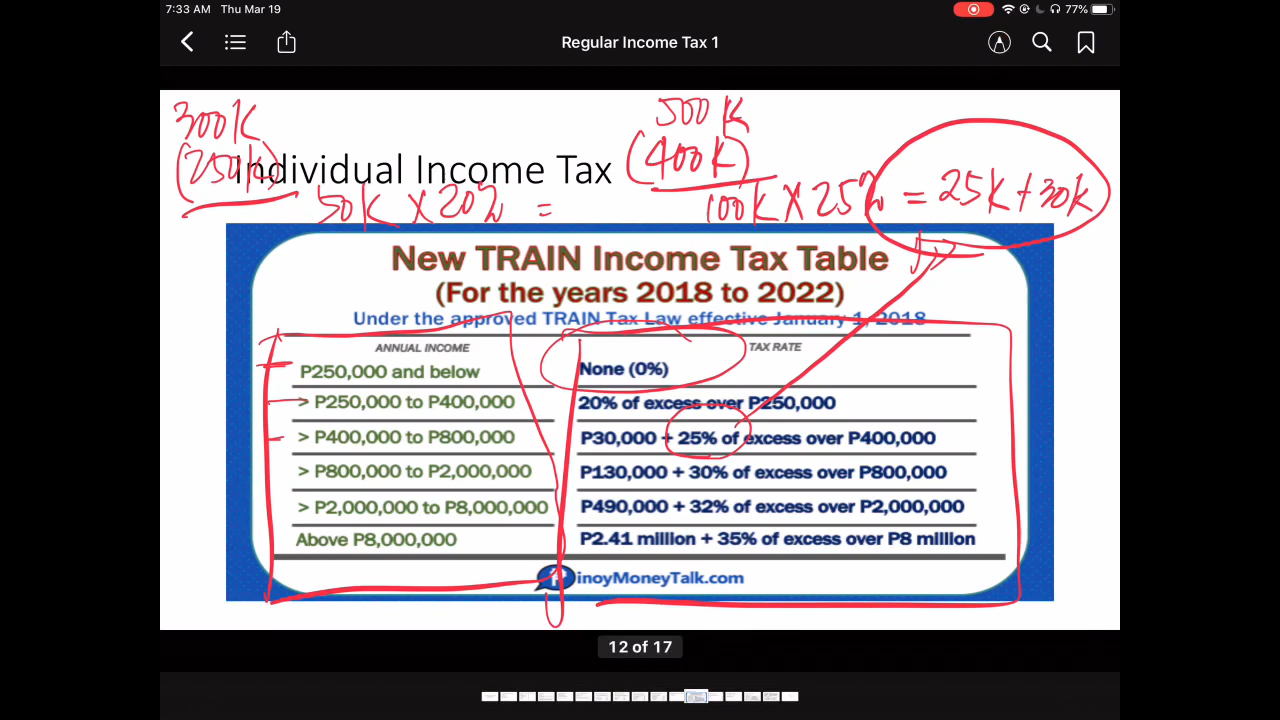 7:33 AM Thu Mar 19
77%
Regular Income Tax 1
300K
(250K)
50K X 20% =
500K
(400K)
100K X 25% = 25K + 30K
Individual Income Tax
New TRAIN Income Tax Table
(For the years 2018 to 2022)
Under the approved TRAIN Tax Law effective January 1, 2018
ANNUAL INCOME TAX RATE
P250,000 and below None (0%)
> P250,000 to P400,000 20% of excess over P250,000
> P400,000 to P800,000 P30,000 + 25% of excess over P400,000
> P800,000 to P2,000,000 P130,000 + 30% of excess over P800,000
> P2,000,000 to P8,000,000 P490,000 + 32% of excess over P2,000,000
Above P8,000,000 P2.41 million + 35% of excess over P8 million
PinoyMoneyTalk.com
12 of 17